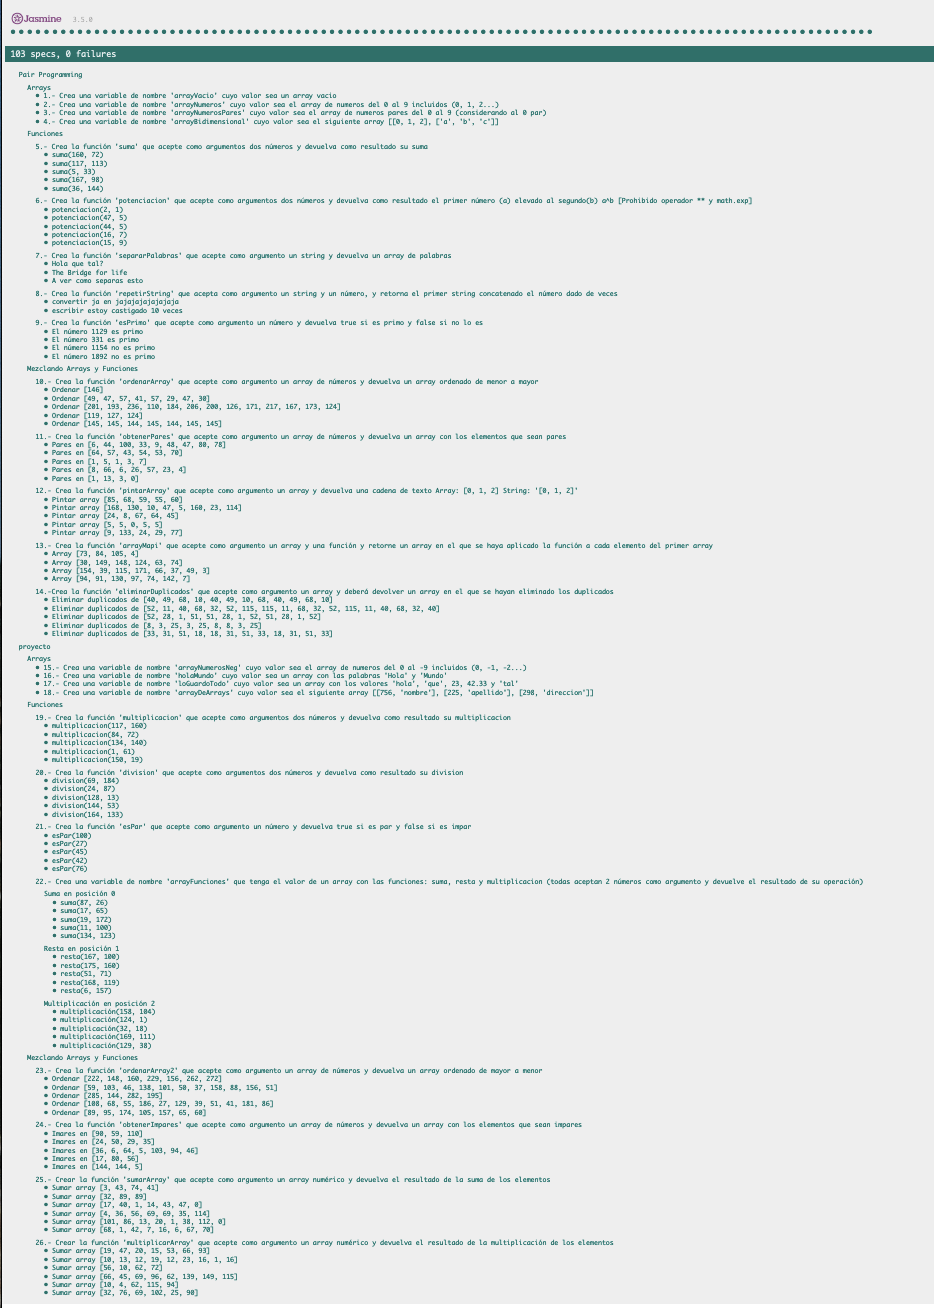 Jasmine 3.5.0
103 specs, 0 failures
Pair Programming
Arrays
• 1.- Crea una variable de nombre 'arrayVacio' cuyo valor sea un array vacio
• 2.- Crea una variable de nombre 'arrayNumeros' cuyo valor sea el array de numeros del 0 al 9 incluidos (0, 1, 2...)
• 3.- Crea una variable de nombre 'arrayNumerosPares' cuyo valor sea el array de numeros pares del 0 al 9 (considerando al 0 par)
• 4.- Crea una variable de nombre 'arrayBidimensional' cuyo valor sea el siguiente array [[0, 1, 2], ['a', 'b', 'c']]
Funciones
5.- Crea la función 'suma' que acepte como argumentos dos números y devuelva como resultado su suma
• suma(160, 72)
• suma(117, 113)
• suma(5, 33)
• suma(167, 98)
• suma(36, 144)
6.- Crea la función 'potenciacion' que acepte como argumentos dos números y devuelva como resultado el primer número (a) elevado al segundo(b) a^b [Prohibido operador ** y math.exp]
• potenciacion(2, 1)
• potenciacion(47, 5)
• potenciacion(44, 5)
• potenciacion(16, 7)
• potenciacion(15, 9)
7.- Crea la función 'separarPalabras' que acepte como argumento un string y devuelva un array de palabras
• Hola que tal?
• The Bridge for life
• A ver como separas esto
8.- Crea la función 'repetirString' que acepta como argumento un string y un número, y retorna el primer string concatenado el número dado de veces
• convertir ja en jajajajajajajaja
• escribir estoy castigado 10 veces
9.- Crea la función 'esPrimo' que acepte como argumento un número y devuelva true si es primo y false si no lo es
• El número 1129 es primo
• El número 331 es primo
• El número 1154 no es primo
• El número 1892 no es primo
Mezclando Arrays y Funciones
10.- Crea la función 'ordenarArray' que acepte como argumento un array de números y devuelva un array ordenado de menor a mayor
• Ordenar [146]
• Ordenar [49, 47, 57, 41, 57, 29, 47, 30]
• Ordenar [201, 193, 236, 110, 184, 206, 200, 126, 171, 217, 167, 173, 124]
• Ordenar [119, 127, 124]
• Ordenar [145, 145, 144, 145, 144, 145, 145]
11.- Crea la función 'obtenerPares' que acepte como argumento un array de números y devuelva un array con los elementos que sean pares
• Pares en [6, 44, 100, 33, 9, 48, 47, 80, 78]
• Pares en [64, 57, 43, 54, 53, 70]
• Pares en [1, 5, 1, 3, 7]
• Pares en [8, 66, 6, 26, 57, 23, 4]
• Pares en [1, 13, 3, 0]
12.- Crea la función 'pintarArray' que acepte como argumento un array y devuelva una cadena de texto Array: [0, 1, 2] String: '[0, 1, 2]'
• Pintar array [85, 68, 59, 55, 60]
• Pintar array [168, 130, 10, 47, 5, 160, 23, 114]
• Pintar array [24, 8, 67, 64, 45]
• Pintar array [5, 5, 0, 5, 5]
• Pintar array [9, 133, 24, 29, 77]
13.- Crea la función 'arrayMapi' que acepte como argumento un array y una función y retorne un array en el que se haya aplicado la función a cada elemento del primer array
• Array [73, 84, 105, 4]
• Array [30, 149, 148, 124, 63, 74]
• Array [154, 39, 115, 171, 66, 37, 49, 3]
• Array [94, 91, 130, 97, 74, 142, 7]
14.-Crea la función 'eliminarDuplicados' que acepte como argumento un array y deberá devolver un array en el que se hayan eliminado los duplicados
• Eliminar duplicados de [40, 49, 68, 10, 40, 49, 10, 68, 40, 49, 68, 10]
• Eliminar duplicados de [52, 11, 40, 68, 32, 52, 115, 115, 11, 68, 32, 52, 115, 11, 40, 68, 32, 40]
• Eliminar duplicados de [52, 28, 1, 51, 51, 28, 1, 52, 51, 28, 1, 52]
• Eliminar duplicados de [8, 3, 25, 3, 25, 8, 8, 3, 25]
• Eliminar duplicados de [33, 31, 51, 18, 18, 31, 51, 33, 18, 31, 51, 33]
proyecto
Arrays
• 15.- Crea una variable de nombre 'arrayNumerosNeg' cuyo valor sea el array de numeros del 0 al -9 incluidos (0, -1, -2...)
• 16.- Crea una variable de nombre 'holaMundo' cuyo valor sea un array con las palabras 'Hola' y 'Mundo'
• 17.- Crea una variable de nombre 'loGuardoTodo' cuyo valor sea un array con los valores 'hola', 'que', 23, 42.33 y 'tal'
• 18.- Crea una variable de nombre 'arrayDeArrays' cuyo valor sea el siguiente array [[756, 'nombre'], [225, 'apellido'], [298, 'direccion']]
Funciones
19.- Crea la función 'multiplicacion' que acepte como argumentos dos números y devuelva como resultado su multiplicacion
• multiplicacion(117, 160)
• multiplicacion(84, 72)
• multiplicacion(134, 140)
• multiplicacion(1, 61)
• multiplicacion(150, 19)
20.- Crea la función 'division' que acepte como argumentos dos números y devuelva como resultado su division
• division(69, 184)
• division(24, 87)
• division(128, 13)
• division(144, 53)
• division(164, 133)
21.- Crea la función 'esPar' que acepte como argumento un número y devuelva true si es par y false si es impar
• esPar(100)
• esPar(27)
• esPar(45)
• esPar(42)
• esPar(76)
22.- Crea una variable de nombre 'arrayFunciones' que tenga el valor de un array con las funciones: suma, resta y multiplicacion (todas aceptan 2 números como argumento y devuelve el resultado de su operación)
Suma en posición 0
• suma(87, 26)
• suma(17, 65)
• suma(19, 172)
• suma(11, 100)
• suma(134, 123)
Resta en posición 1
• resta(167, 100)
• resta(175, 160)
• resta(51, 71)
• resta(168, 119)
• resta(6, 157)
Multiplicación en posición 2
• multiplicación(158, 104)
• multiplicación(124, 1)
• multiplicación(32, 18)
• multiplicación(169, 111)
• multiplicación(129, 38)
Mezclando Arrays y Funciones
23.- Crea la función 'ordenarArray2' que acepte como argumento un array de números y devuelva un array ordenado de mayor a menor
• Ordenar [222, 148, 160, 229, 156, 262, 272]
• Ordenar [59, 103, 46, 138, 101, 50, 37, 158, 88, 156, 51]
• Ordenar [285, 144, 282, 195]
• Ordenar [108, 68, 55, 186, 27, 129, 39, 51, 41, 181, 86]
• Ordenar [89, 95, 174, 105, 157, 65, 60]
24.- Crea la función 'obtenerImpares' que acepte como argumento un array de números y devuelva un array con los elementos que sean impares
• Imares en [90, 59, 110]
• Imares en [24, 50, 29, 35]
• Imares en [36, 6, 64, 5, 103, 94, 46]
• Imares en [17, 80, 56]
• Imares en [144, 144, 5]
25.- Crea la función 'sumarArray' que acepte como argumento un array numérico y devuelva el resultado de la suma de los elementos
• Sumar array [3, 43, 74, 41]
• Sumar array [32, 89, 89]
• Sumar array [17, 40, 1, 14, 43, 47, 0]
• Sumar array [4, 36, 56, 69, 69, 35, 114]
• Sumar array [101, 86, 13, 20, 1, 38, 112, 0]
• Sumar array [68, 1, 42, 7, 16, 6, 67, 70]
26.- Crear la función 'multiplicarArray' que acepte como argumento un array numérico y devuelva el resultado de la multiplicación de los elementos
• Sumar array [19, 47, 20, 15, 53, 66, 93]
• Sumar array [10, 13, 12, 19, 12, 23, 16, 1, 16]
• Sumar array [56, 10, 62, 72]
• Sumar array [66, 45, 69, 96, 62, 139, 149, 115]
• Sumar array [10, 4, 62, 115, 94]
• Sumar array [32, 76, 69, 102, 25, 90]